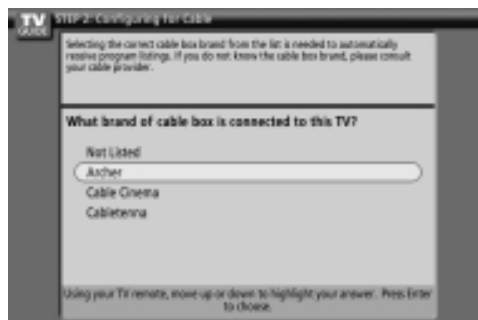 TV GUIDE
STEP 2: Configuring for Cable
Selecting the correct cable box brand from the list is needed to automatically
receive program listings. If you do not know the cable box brand, please consult
your cable provider.
What brand of cable box is connected to this TV?
Not Listed
Archer
Cable Cinema
Cabletenna
Using your TV remote, move up or down to highlight your answer. Press Enter
to choose.